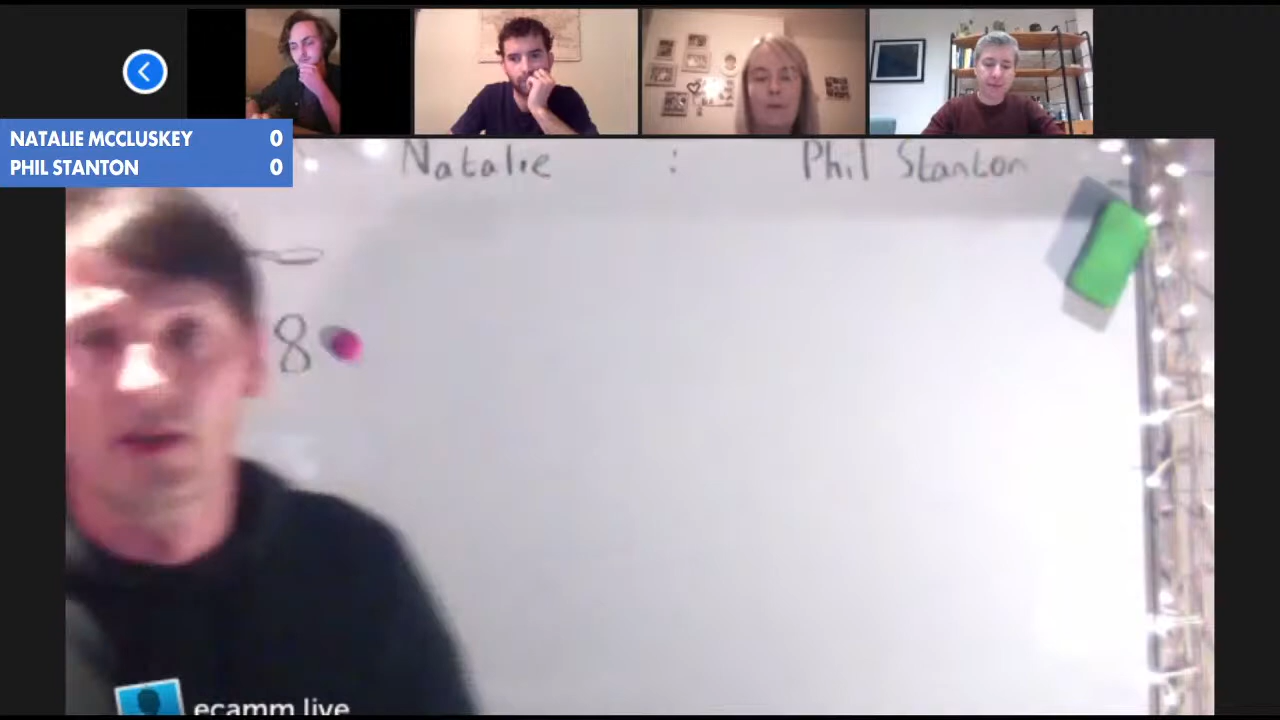 NATALIE MCCLUSKEY 0
PHIL STANTON 0
Natalie : Phil Stanton
8
ecamm live